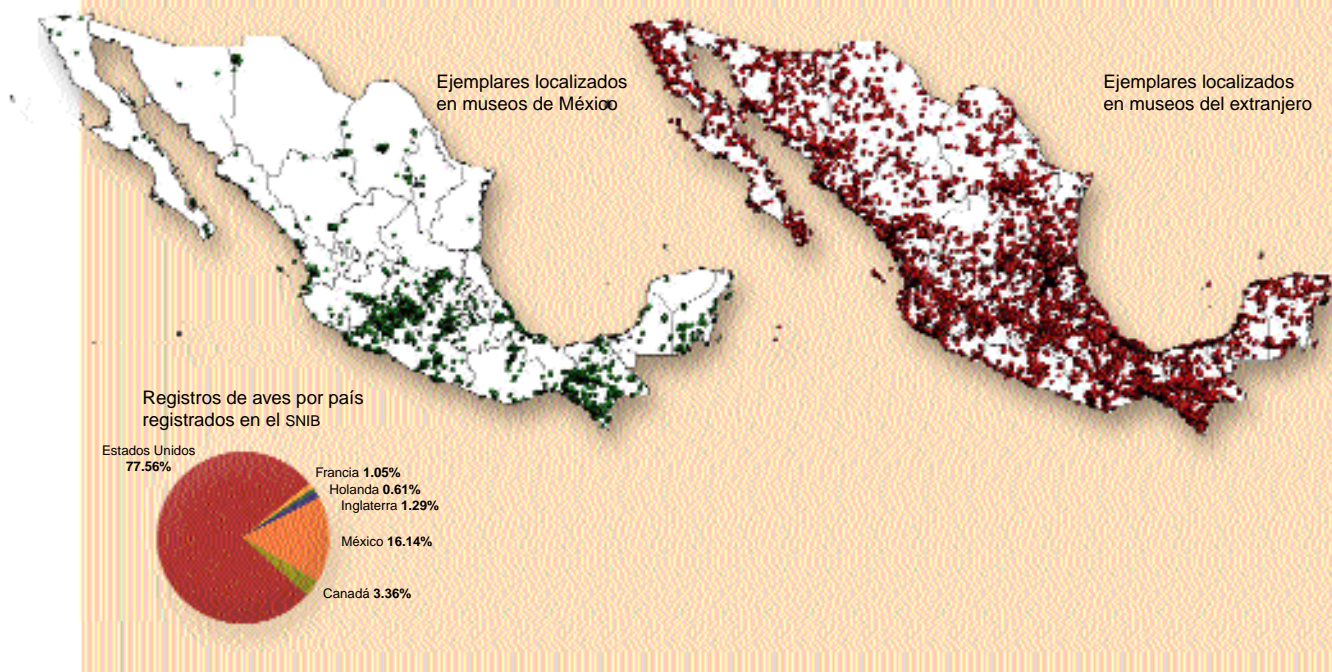 Ejemplares localizados
en museos de México
Ejemplares localizados
en museos del extranjero
Registros de aves por país
registrados en el SNIB
Estados Unidos
77.56%
Francia 1.05%
Holanda 0.61%
Inglaterra 1.29%
México 16.14%
Canadá 3.36%